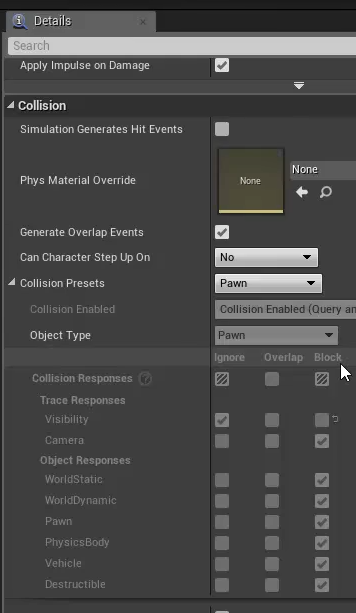 Details
Search
Apply Impulse on Damage
Collision
Simulation Generates Hit Events
Phys Material Override
None
None
Generate Overlap Events
Can Character Step Up On
No
Collision Presets
Pawn
Collision Enabled
Collision Enabled (Query an
Object Type
Pawn
Ignore Overlap Block
Collision Responses ?
Trace Responses
Visibility
Camera
Object Responses
WorldStatic
WorldDynamic
Pawn
PhysicsBody
Vehicle
Destructible